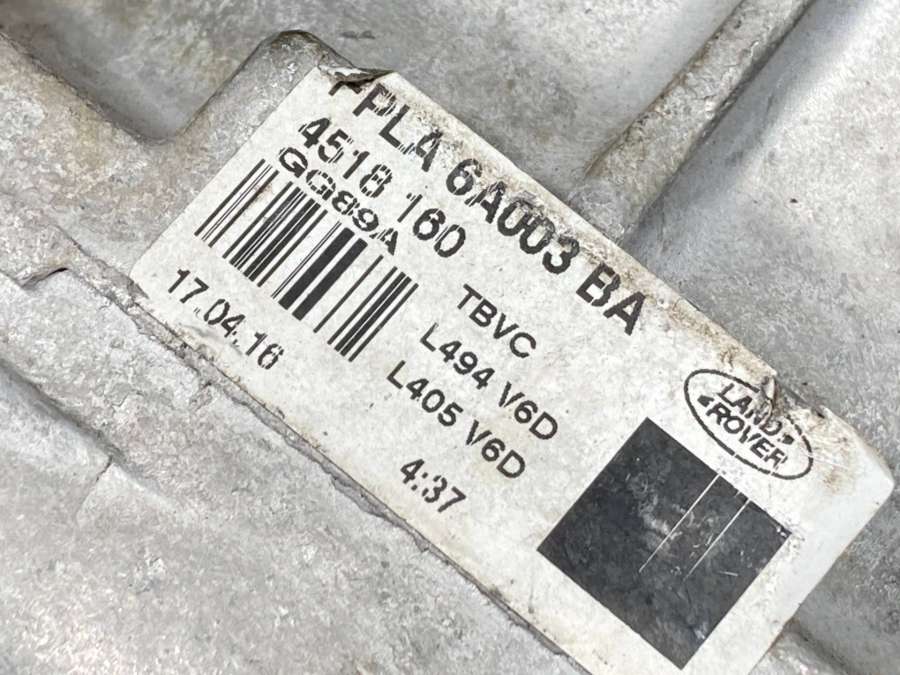 FPLA 6A003 BA
4518 160
GG89A
TBVC
L494 V6D
L405 V6D
17.04.16
4:37
LAND
ROVER